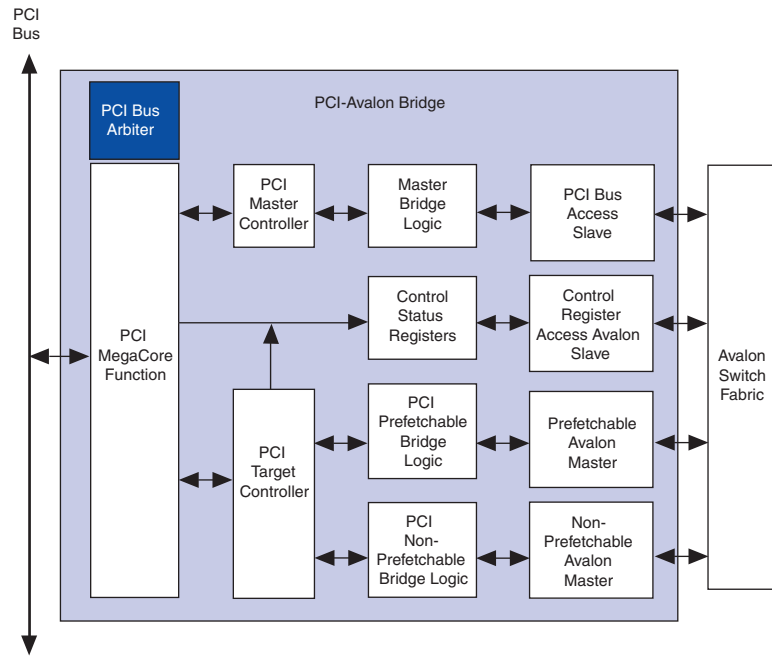 PCI
Bus
PCI Bus
Arbiter
PCI-Avalon Bridge
PCI
Master
Controller
Master
Bridge
Logic
PCI Bus
Access
Slave
PCI
MegaCore
Function
Control
Status
Registers
Control
Register
Access Avalon
Slave
Avalon
Switch
Fabric
PCI
Target
Controller
PCI
Prefetchable
Bridge
Logic
Prefetchable
Avalon
Master
PCI
Non-
Prefetchable
Bridge Logic
Non-
Prefetchable
Avalon
Master